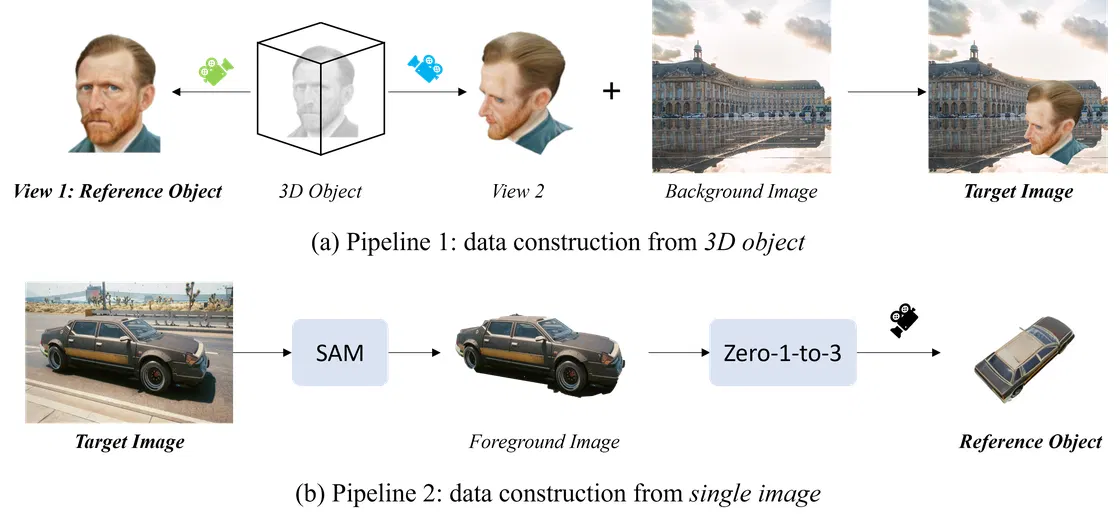 View 1: Reference Object
3D Object
View 2
+
Background Image
Target Image
(a) Pipeline 1: data construction from 3D object
SAM
Zero-1-to-3
Target Image
Foreground Image
Reference Object
(b) Pipeline 2: data construction from single image